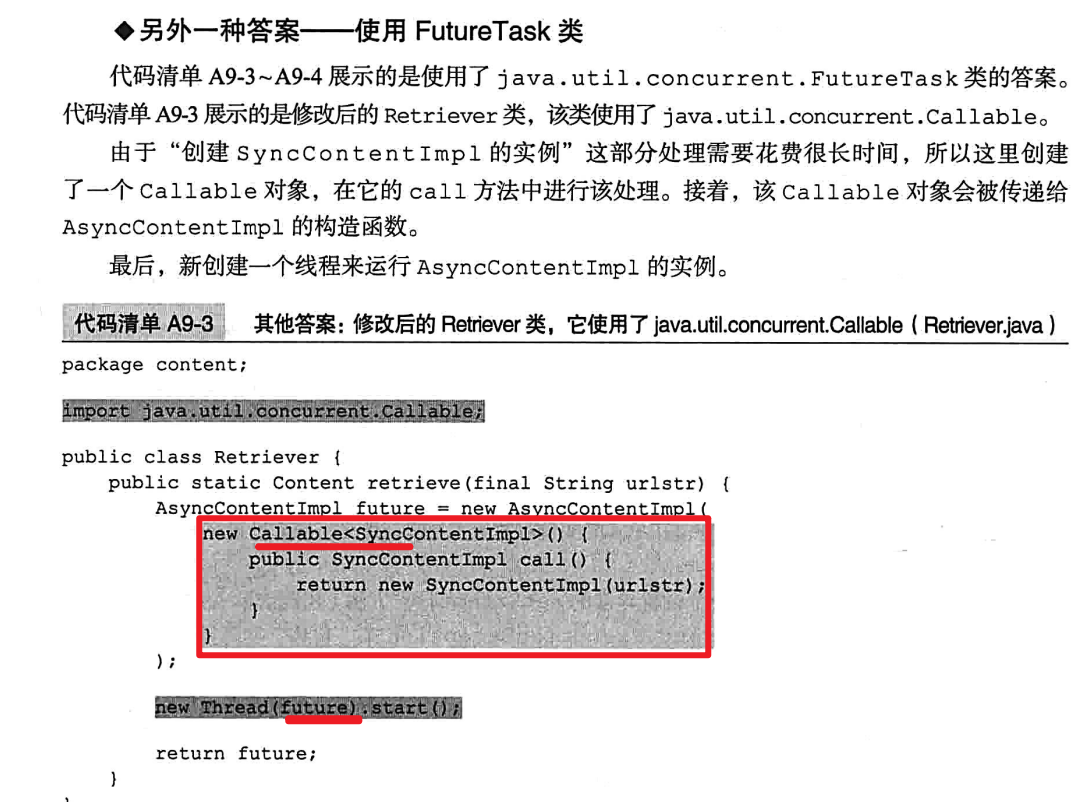 ◆另外一种答案——使用 FutureTask 类
代码清单 A9-3~A9-4 展示的是使用了 java.util.concurrent.FutureTask 类的答案。
代码清单 A9-3 展示的是修改后的 Retriever 类，该类使用了 java.util.concurrent.Callable。
由于“创建 SyncContentImpl 的实例”这部分处理需要花费很长时间，所以这里创建
了一个 Callable 对象，在它的 call 方法中进行该处理。接着，该 Callable 对象会被传递给
AsyncContentImpl 的构造函数。
最后，新创建一个线程来运行 AsyncContentImpl 的实例。
代码清单 A9-3 其他答案：修改后的 Retriever 类，它使用了 java.util.concurrent.Callable（Retriever.java）
package content;
import java.util.concurrent.Callable;
public class Retriever {
public static Content retrieve(final String urlstr) {
AsyncContentImpl future = new AsyncContentImpl(
new Callable<SyncContentImpl>() {
public SyncContentImpl call() {
return new SyncContentImpl(urlstr);
}
}
);
new Thread(future).start();
return future;
}